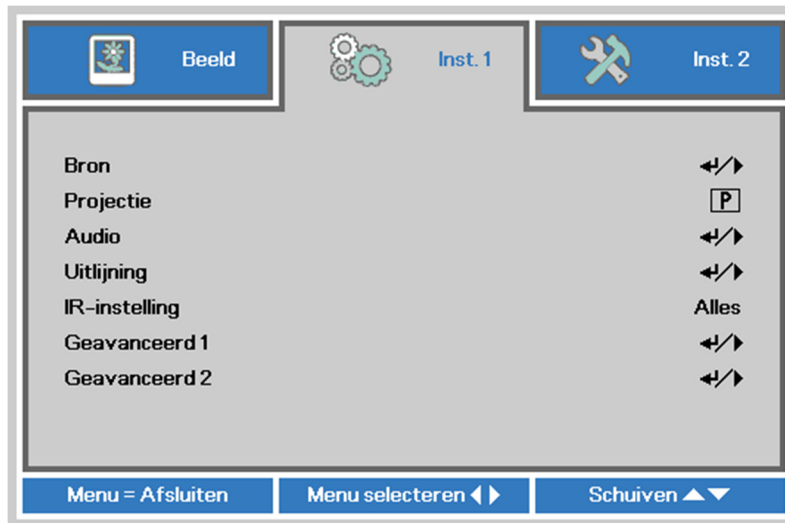 Beeld Inst. 1 Inst. 2
Bron
Projectie P
Audio
Uitlijning
IR-instelling Alles
Geavanceerd 1
Geavanceerd 2
Menu = Afsluiten Menu selecteren Schuiven